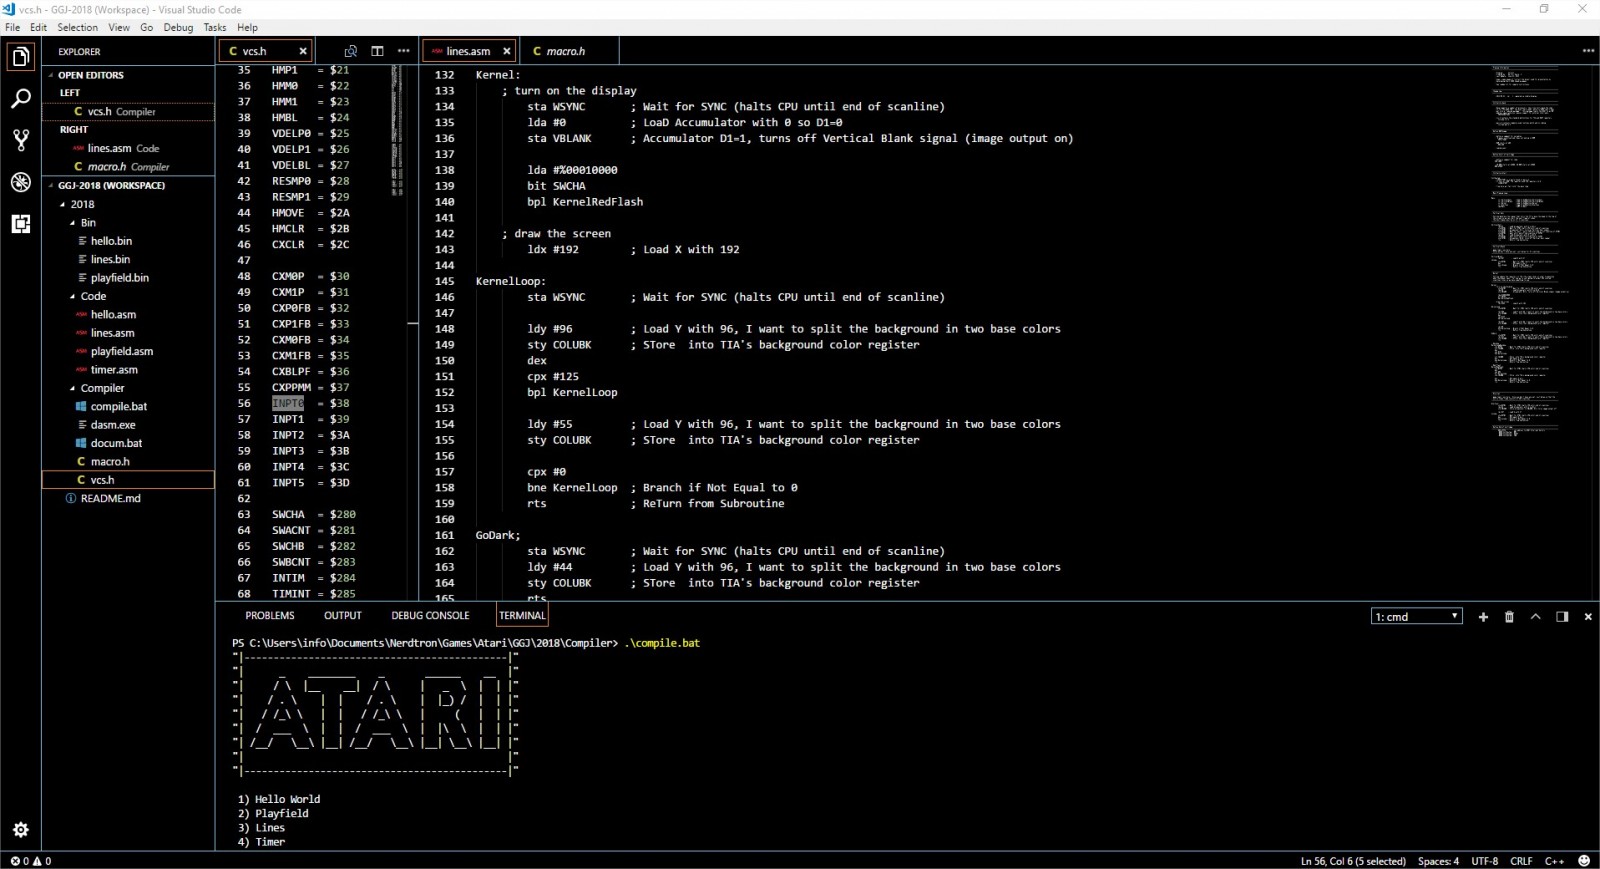 vcs.h - GGJ-2018 (Workspace) - Visual Studio Code
File Edit Selection View Go Debug Tasks Help
EXPLORER
OPEN EDITORS
LEFT
C vcs.h Compiler
RIGHT
ASM lines.asm Code
C macro.h Compiler
GGJ-2018 (WORKSPACE)
2018
Bin
hello.bin
lines.bin
playfield.bin
Code
ASM hello.asm
ASM lines.asm
ASM playfield.asm
ASM timer.asm
Compiler
compile.bat
dasm.exe
docum.bat
C macro.h
C vcs.h
README.md
C vcs.h
35 HMP1 = $21
36 HMM0 = $22
37 HMM1 = $23
38 HMBL = $24
39 VDELP0 = $25
40 VDELP1 = $26
41 VDELBL = $27
42 RESMP0 = $28
43 RESMP1 = $29
44 HMOVE = $2A
45 HMCLR = $2B
46 CXCLR = $2C
47
48 CXM0P = $30
49 CXM1P = $31
50 CXP0FB = $32
51 CXP1FB = $33
52 CXM0FB = $34
53 CXM1FB = $35
54 CXBLPF = $36
55 CXPPMM = $37
56 INPT0 = $38
57 INPT1 = $39
58 INPT2 = $3A
59 INPT3 = $3B
60 INPT4 = $3C
61 INPT5 = $3D
62
63 SWCHA = $280
64 SWACNT = $281
65 SWCHB = $282
66 SWBCNT = $283
67 INTIM = $284
68 TIMINT = $285
ASM lines.asm C macro.h
132 Kernel:
133 ; turn on the display
134 sta WSYNC ; Wait for SYNC (halts CPU until end of scanline)
135 lda #0 ; LoaD Accumulator with 0 so D1=0
136 sta VBLANK ; Accumulator D1=1, turns off Vertical Blank signal (image output on)
137
138 lda #%00010000
139 bit SWCHA
140 bpl KernelRedFlash
141
142 ; draw the screen
143 ldx #192 ; Load X with 192
144
145 KernelLoop:
146 sta WSYNC ; Wait for SYNC (halts CPU until end of scanline)
147
148 ldy #96 ; Load Y with 96, I want to split the background in two base colors
149 sty COLUBK ; STore  into TIA's background color register
150 dex
151 cpx #125
152 bpl KernelLoop
153
154 ldy #55 ; Load Y with 96, I want to split the background in two base colors
155 sty COLUBK ; STore  into TIA's background color register
156
157 cpx #0
158 bne KernelLoop ; Branch if Not Equal to 0
159 rts ; ReTurn from Subroutine
160
161 GoDark;
162 sta WSYNC ; Wait for SYNC (halts CPU until end of scanline)
163 ldy #44 ; Load Y with 96, I want to split the background in two base colors
164 sty COLUBK ; STore  into TIA's background color register
165 rts
PROBLEMS OUTPUT DEBUG CONSOLE TERMINAL
1: cmd
PS C:\Users\info\Documents\Nerdtron\Games\Atari\GGJ\2018\Compiler> .\compile.bat
ATARI
1) Hello World
2) Playfield
3) Lines
4) Timer
0 0
Ln 56, Col 6 (5 selected) Spaces: 4 UTF-8 CRLF C++